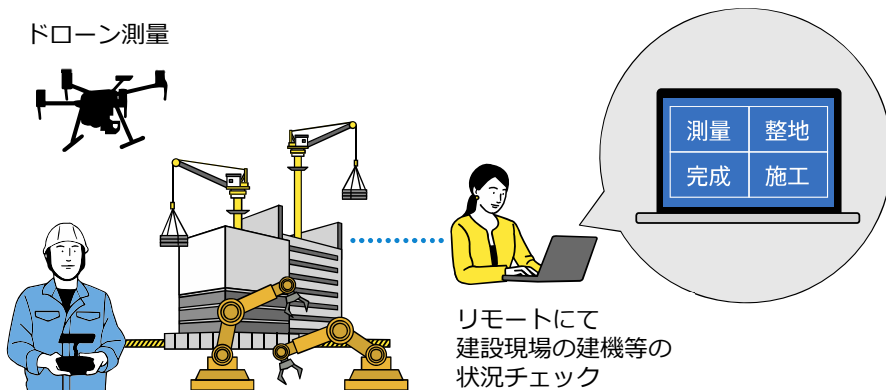 ドローン測量
測量 整地
完成 施工
リモートにて
建設現場の建機等の
状況チェック